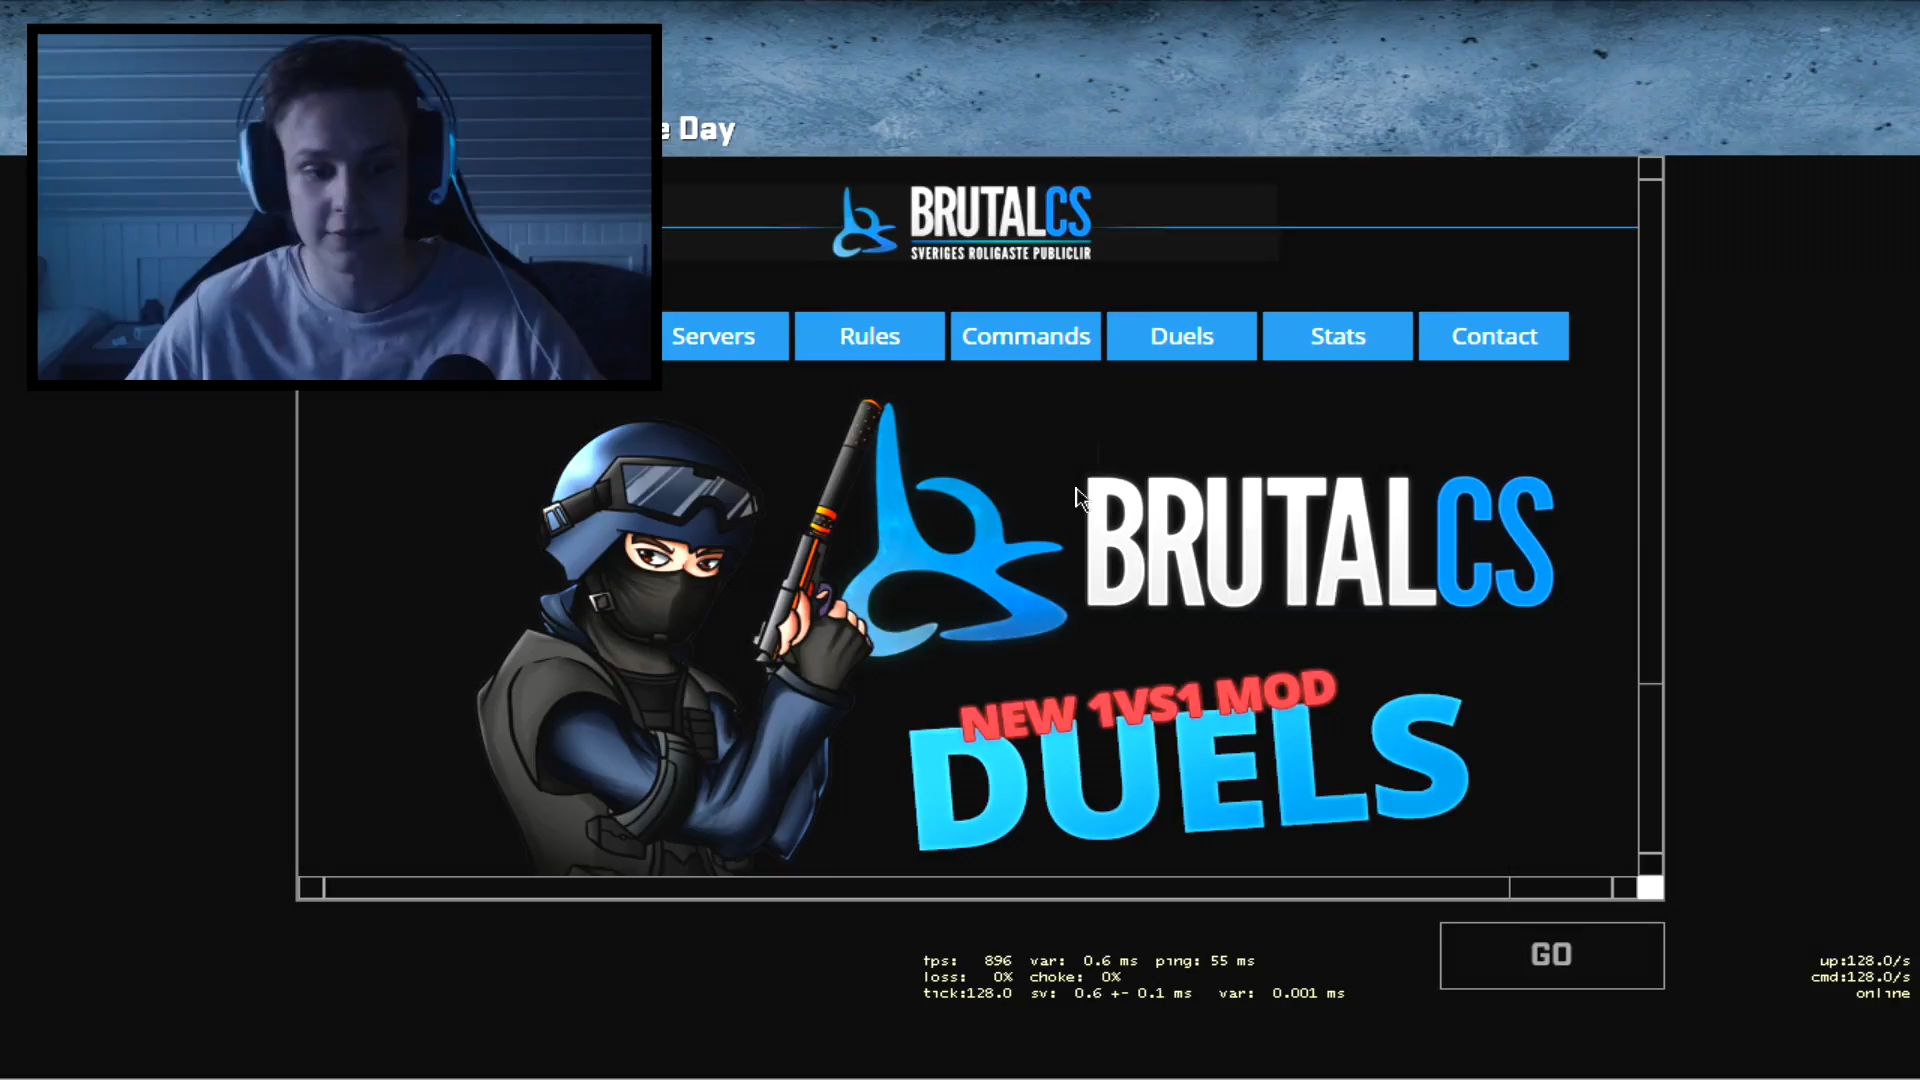 e Day
BRUTALCS
SVERIGES ROLIGASTE PUBLICLIR
Servers
Rules
Commands
Duels
Stats
Contact
BRUTALCS
NEW 1VS1 MOD
DUELS
GO
fps: 896 var: 0.6 ms ping: 55 ms
loss: 0% choke: 0%
tick:128.0 sv: 0.6 +- 0.1 ms var: 0.001 ms
up:128.0/s
cmd:128.0/s
online